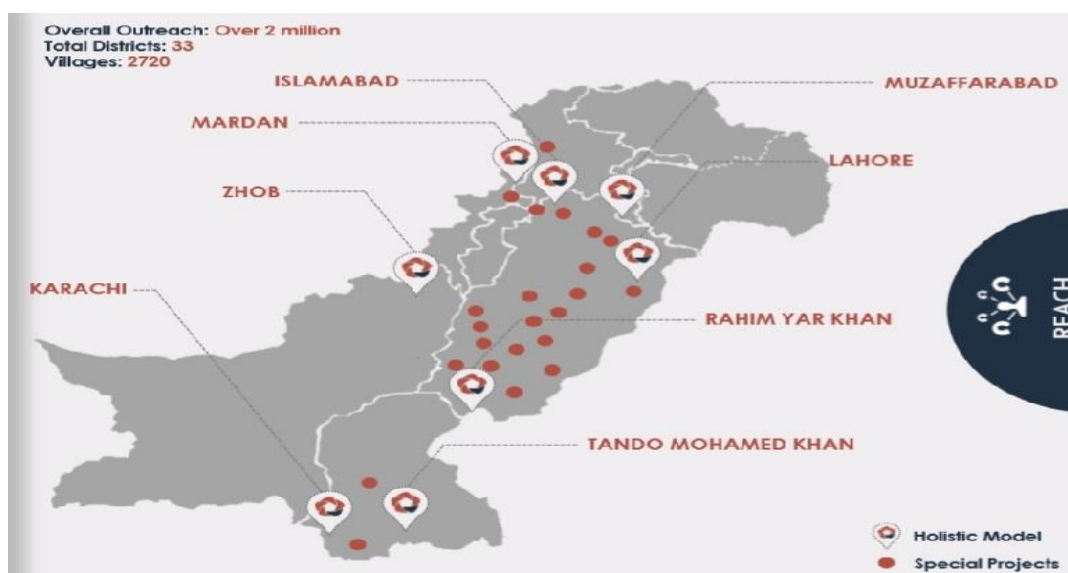 Overall Outreach: Over 2 million
Total Districts: 33
Villages: 2720
ISLAMABAD
MUZAFFARABAD
MARDAN
LAHORE
ZHOB
KARACHI
RAHIM YAR KHAN
REACH
TANDO MOHAMED KHAN
Holistic Model
Special Projects